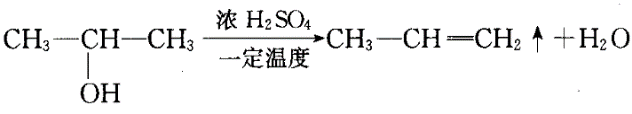 CH₃—CH—CH₃ 浓 H₂SO₄ 一定温度 → CH₃—CH═CH₂ ↑ + H₂O
OH